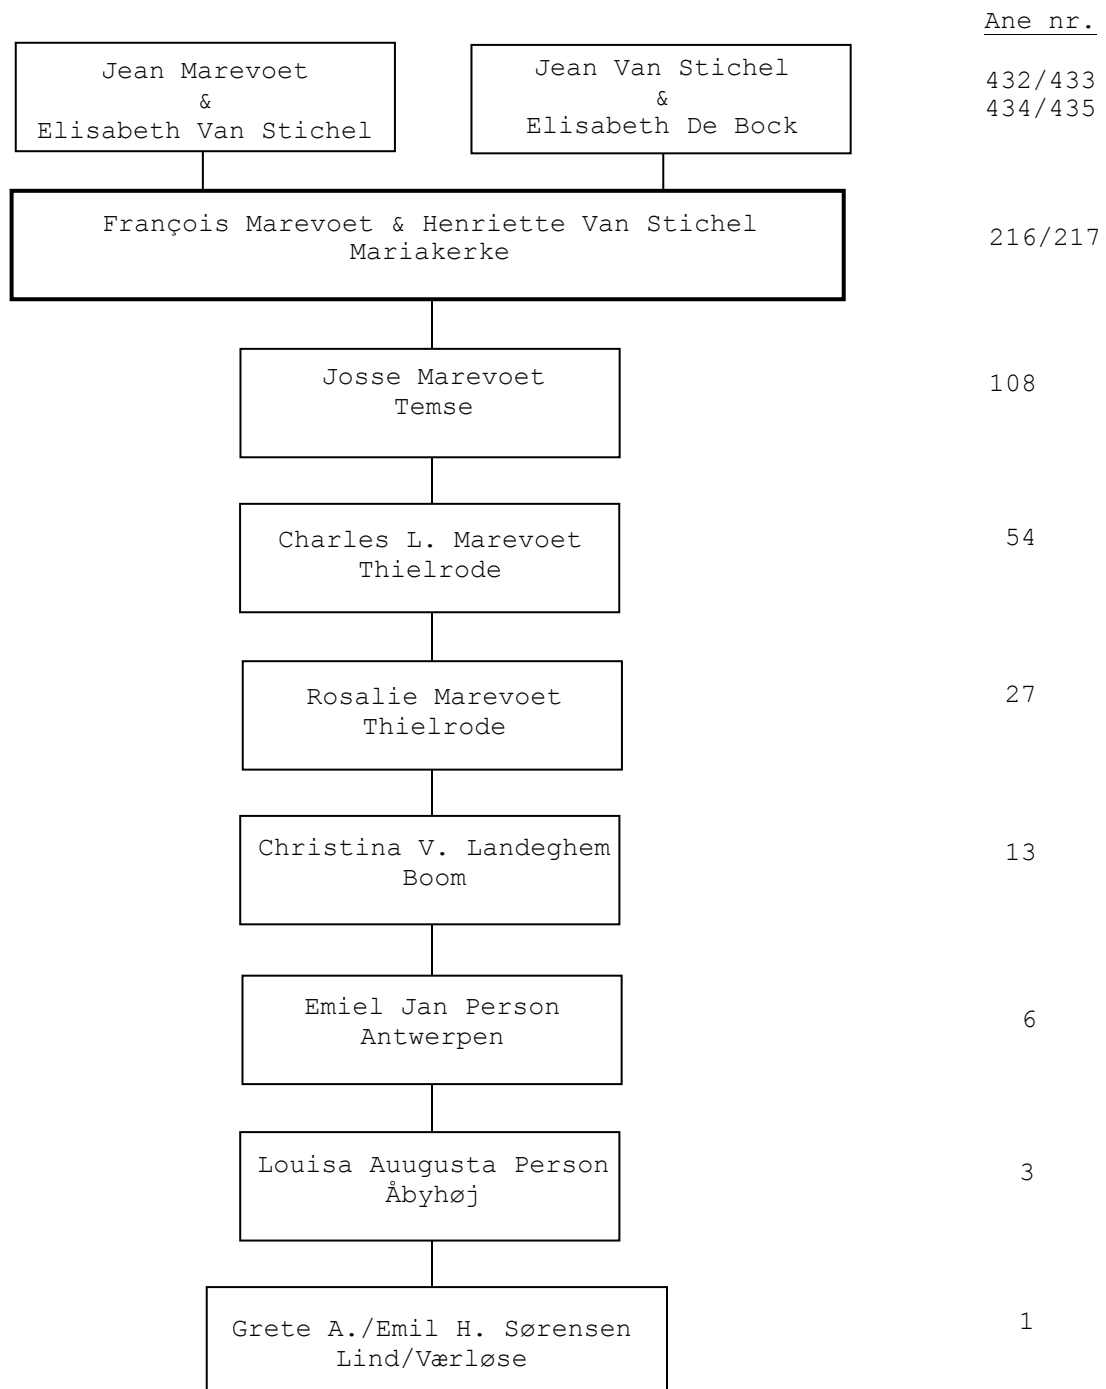 Ane nr.
Jean Marevoet
&
Elisabeth Van Stichel
Jean Van Stichel
&
Elisabeth De Bock
432/433
434/435
François Marevoet & Henriette Van Stichel
Mariakerke
216/217
Josse Marevoet
Temse
108
Charles L. Marevoet
Thielrode
54
Rosalie Marevoet
Thielrode
27
Christina V. Landeghem
Boom
13
Emiel Jan Person
Antwerpen
6
Louisa Auugusta Person
Åbyhøj
3
Grete A./Emil H. Sørensen
Lind/Værløse
1